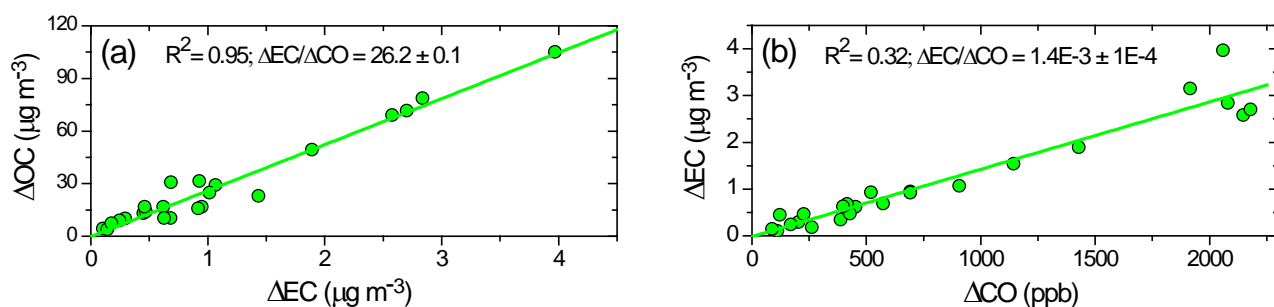 (a)
R² = 0.95; ΔEC/ΔCO = 26.2 ± 0.1
120
90
60
30
0
ΔOC (µg m⁻³)
0 1 2 3 4
ΔEC (µg m⁻³)
(b)
R² = 0.32; ΔEC/ΔCO = 1.4E-3 ± 1E-4
4
3
2
1
0
ΔEC (µg m⁻³)
0 500 1000 1500 2000
ΔCO (ppb)